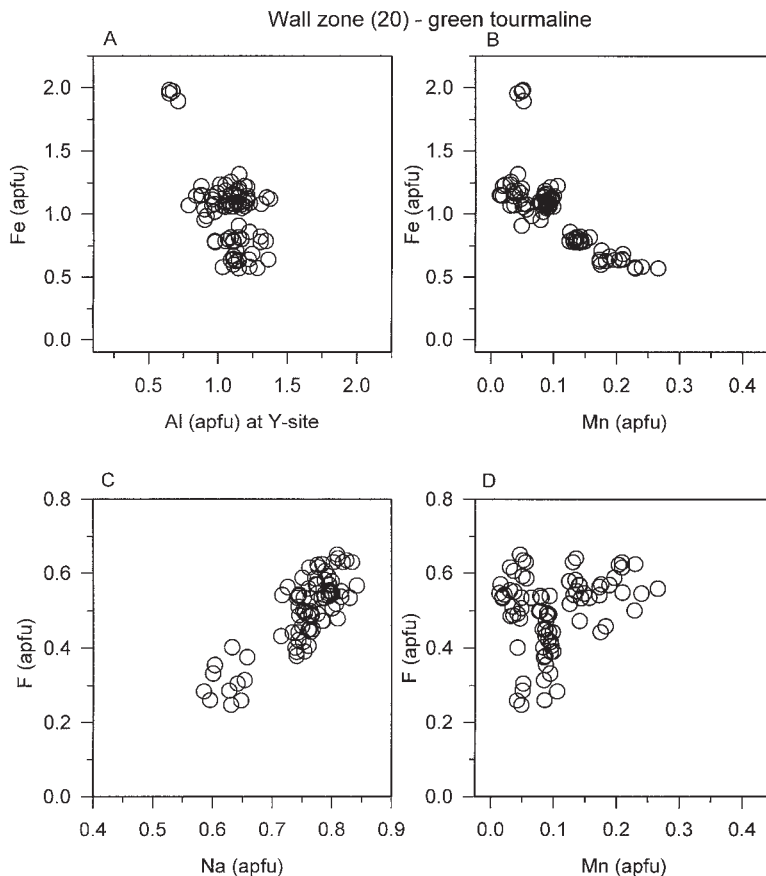 Wall zone (20) - green tourmaline
A
B
2.0
1.5
1.0
0.5
0.0
Fe (apfu)
0.5 1.0 1.5 2.0
Al (apfu) at Y-site
2.0
1.5
1.0
0.5
0.0
Fe (apfu)
0.0 0.1 0.2 0.3 0.4
Mn (apfu)
C
D
0.8
0.6
0.4
0.2
0.0
F (apfu)
0.4 0.5 0.6 0.7 0.8 0.9
Na (apfu)
0.8
0.6
0.4
0.2
0.0
F (apfu)
0.0 0.1 0.2 0.3 0.4
Mn (apfu)